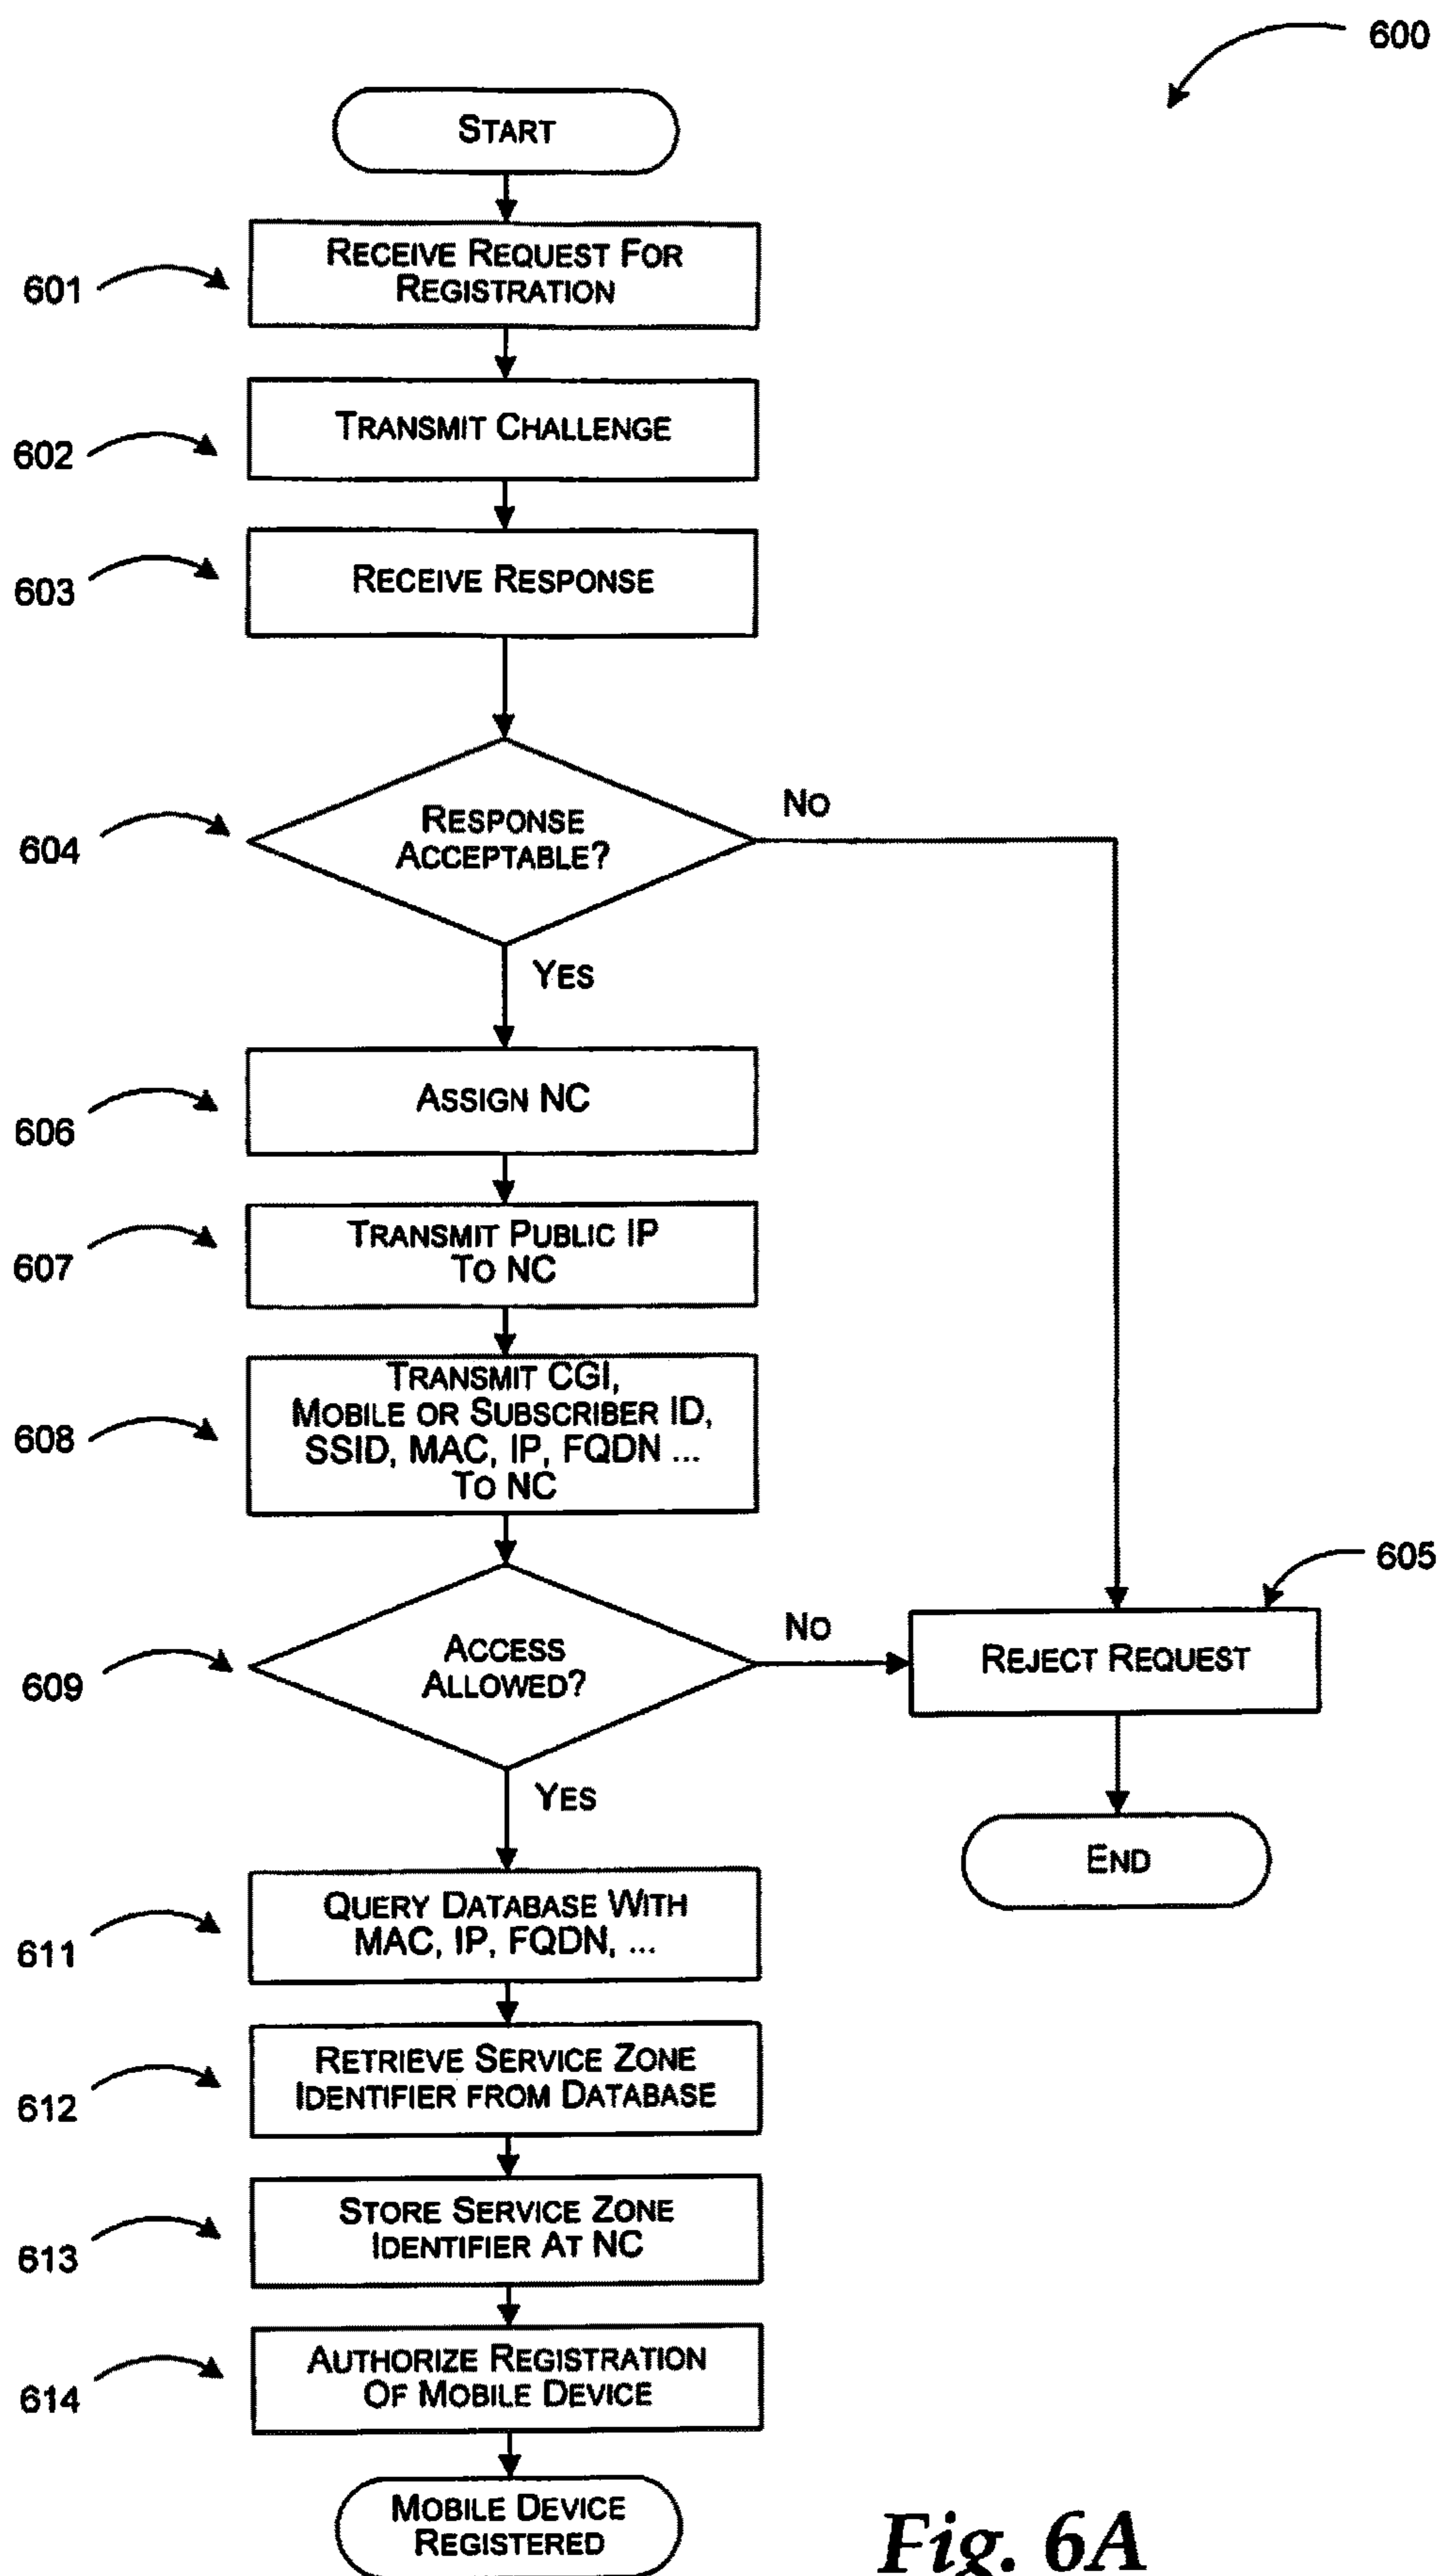 600
START
601
RECEIVE REQUEST FOR
REGISTRATION
602
TRANSMIT CHALLENGE
603
RECEIVE RESPONSE
604
RESPONSE
ACCEPTABLE?
NO
YES
606
ASSIGN NC
607
TRANSMIT PUBLIC IP
TO NC
608
TRANSMIT CGI,
MOBILE OR SUBSCRIBER ID,
SSID, MAC, IP, FQDN ...
TO NC
609
ACCESS
ALLOWED?
NO
605
REJECT REQUEST
END
YES
611
QUERY DATABASE WITH
MAC, IP, FQDN, ...
612
RETRIEVE SERVICE ZONE
IDENTIFIER FROM DATABASE
613
STORE SERVICE ZONE
IDENTIFIER AT NC
614
AUTHORIZE REGISTRATION
OF MOBILE DEVICE
MOBILE DEVICE
REGISTERED
Fig. 6A